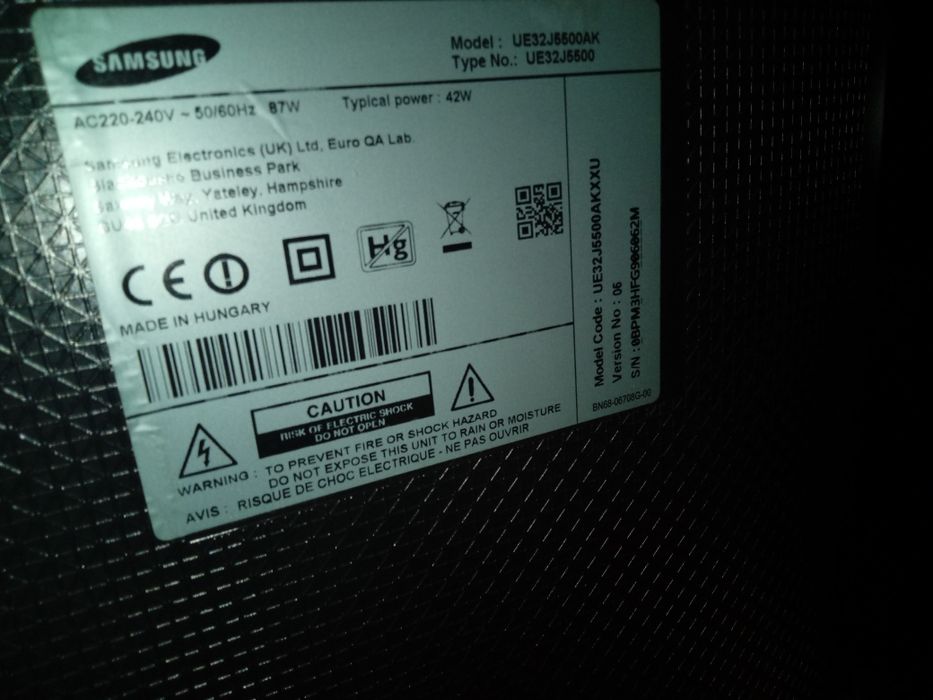 SAMSUNG
Model : UE32J5500AK
Type No.: UE32J5500
AC220-240V ~ 50/60Hz 87W Typical power : 42W
Samsung Electronics (UK) Ltd, Euro QA Lab.
Business Park
Yateley, Hampshire
United Kingdom
CE
Hg
MADE IN HUNGARY
CAUTION
RISK OF ELECTRIC SHOCK
DO NOT OPEN
WARNING : TO PREVENT FIRE OR SHOCK HAZARD
DO NOT EXPOSE THIS UNIT TO RAIN OR MOISTURE
AVIS : RISQUE DE CHOC ELECTRIQUE - NE PAS OUVRIR
Model Code : UE32J5500AKXXU
Version No : 06
S/N : 0BPM3HFG906062M
BN68-06708G-00